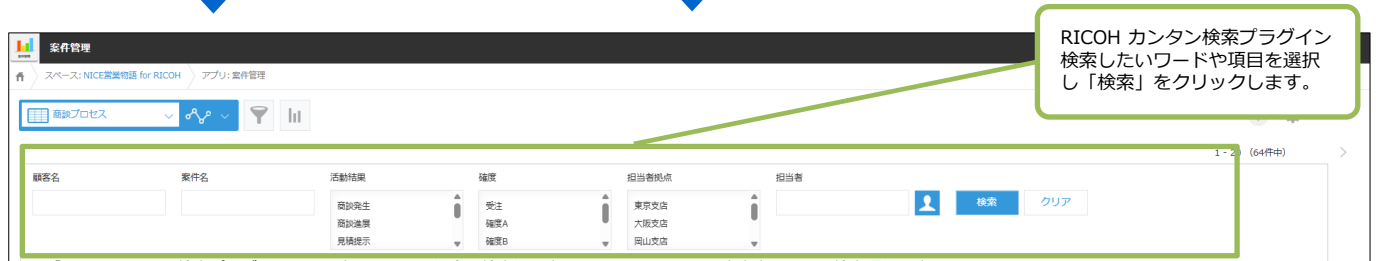 RICOH カンタン検索プラグイン
検索したいワードや項目を選択
し「検索」をクリックします。
案件管理
スペース: NICE営業物語 for RICOH
アプリ: 案件管理
商談プロセス
(64件中)
顧客名
案件名
活動結果
確度
担当者拠点
担当者
商談発生
受注
東京支店
検索
クリア
商談進展
確度A
大阪支店
見積提示
確度B
岡山支店